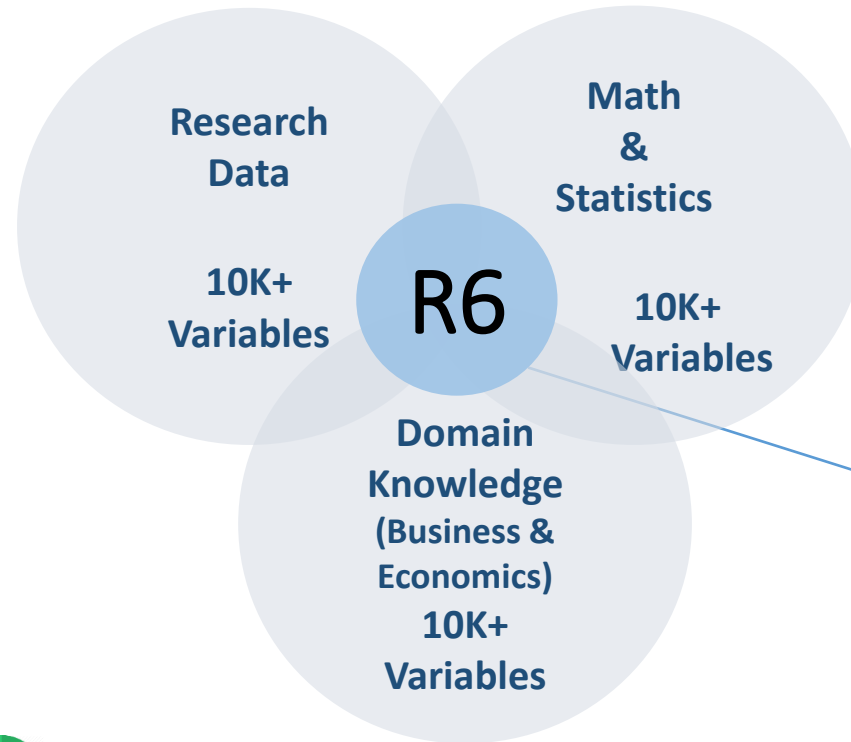 Research
Data
10K+
Variables
Math
&
Statistics
10K+
Variables
R6
Domain
Knowledge
(Business &
Economics)
10K+
Variables